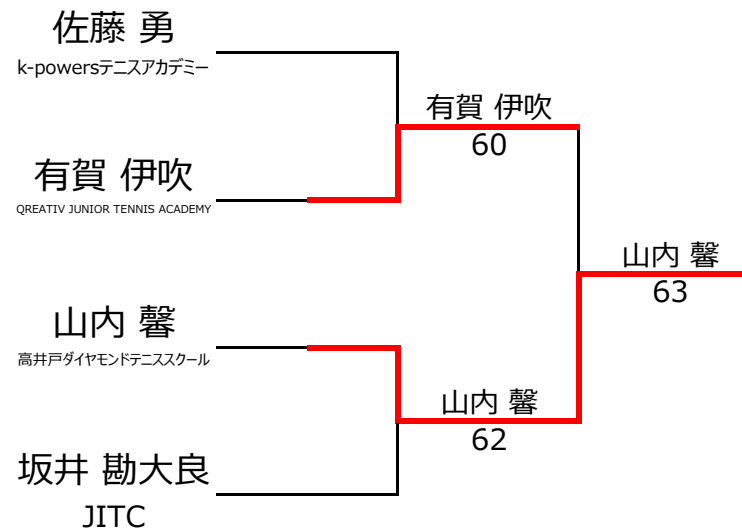 佐藤 勇
k-powersテニスアカデミー
有賀 伊吹
60
有賀 伊吹
QREATIV JUNIOR TENNIS ACADEMY
山内 馨
63
山内 馨
高井戸ダイヤモンドテニススクール
山内 馨
62
坂井 勘大良
JITC